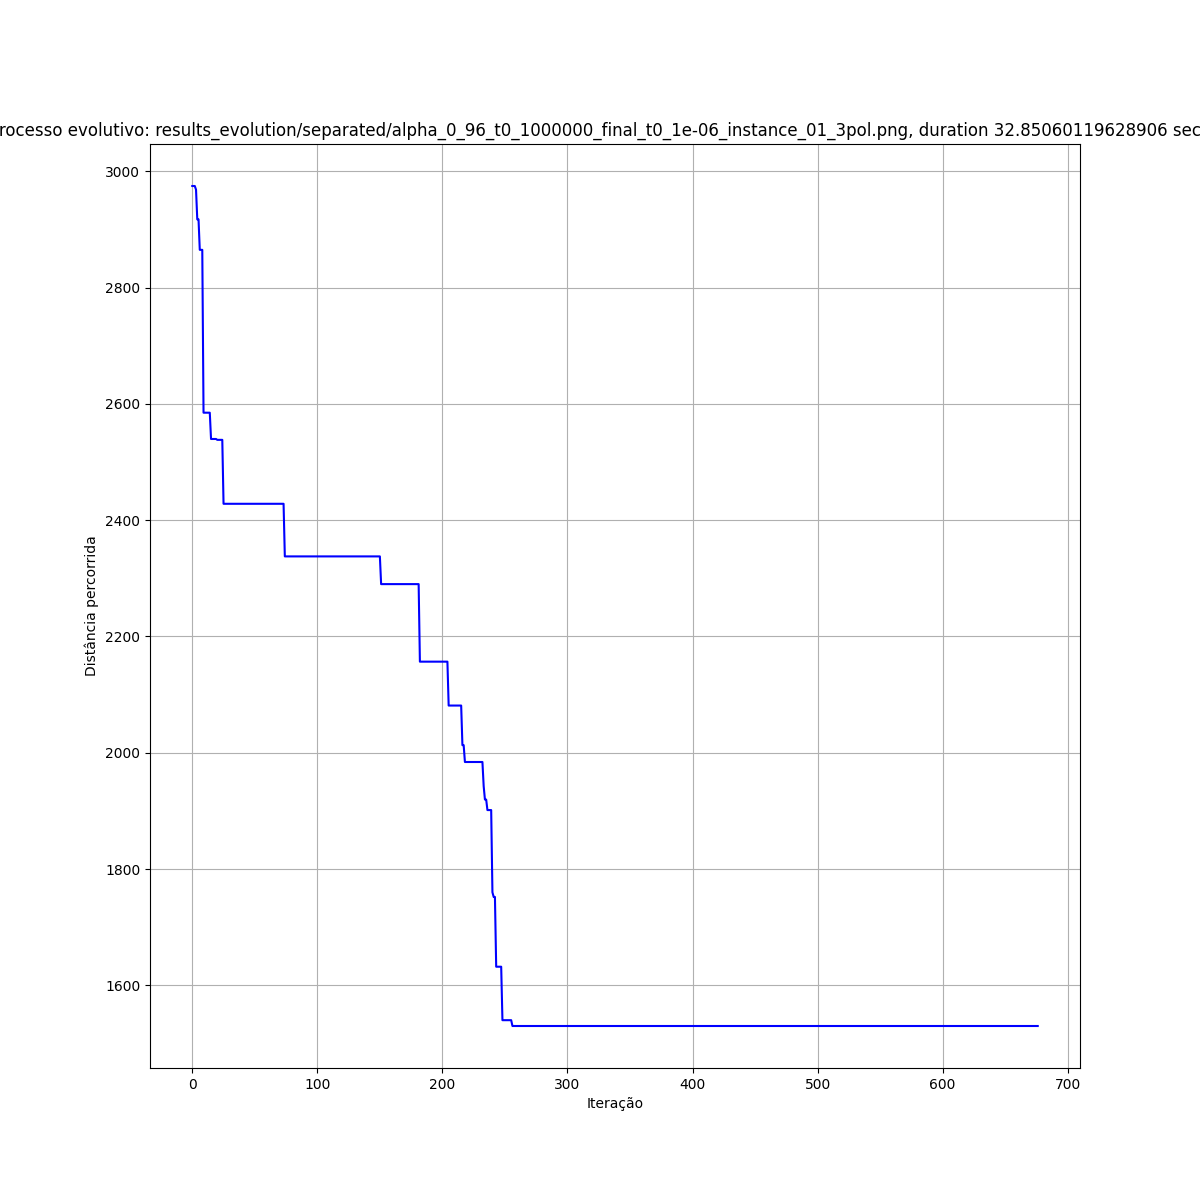 rocesso evolutivo: results_evolution/separated/alpha_0_96_t0_1000000_final_t0_1e-06_instance_01_3pol.png, duration 32.85060119628906 sec
3000
2800
2600
2400
2200
2000
1800
1600
Distância percorrida
0 100 200 300 400 500 600 700
Iteração